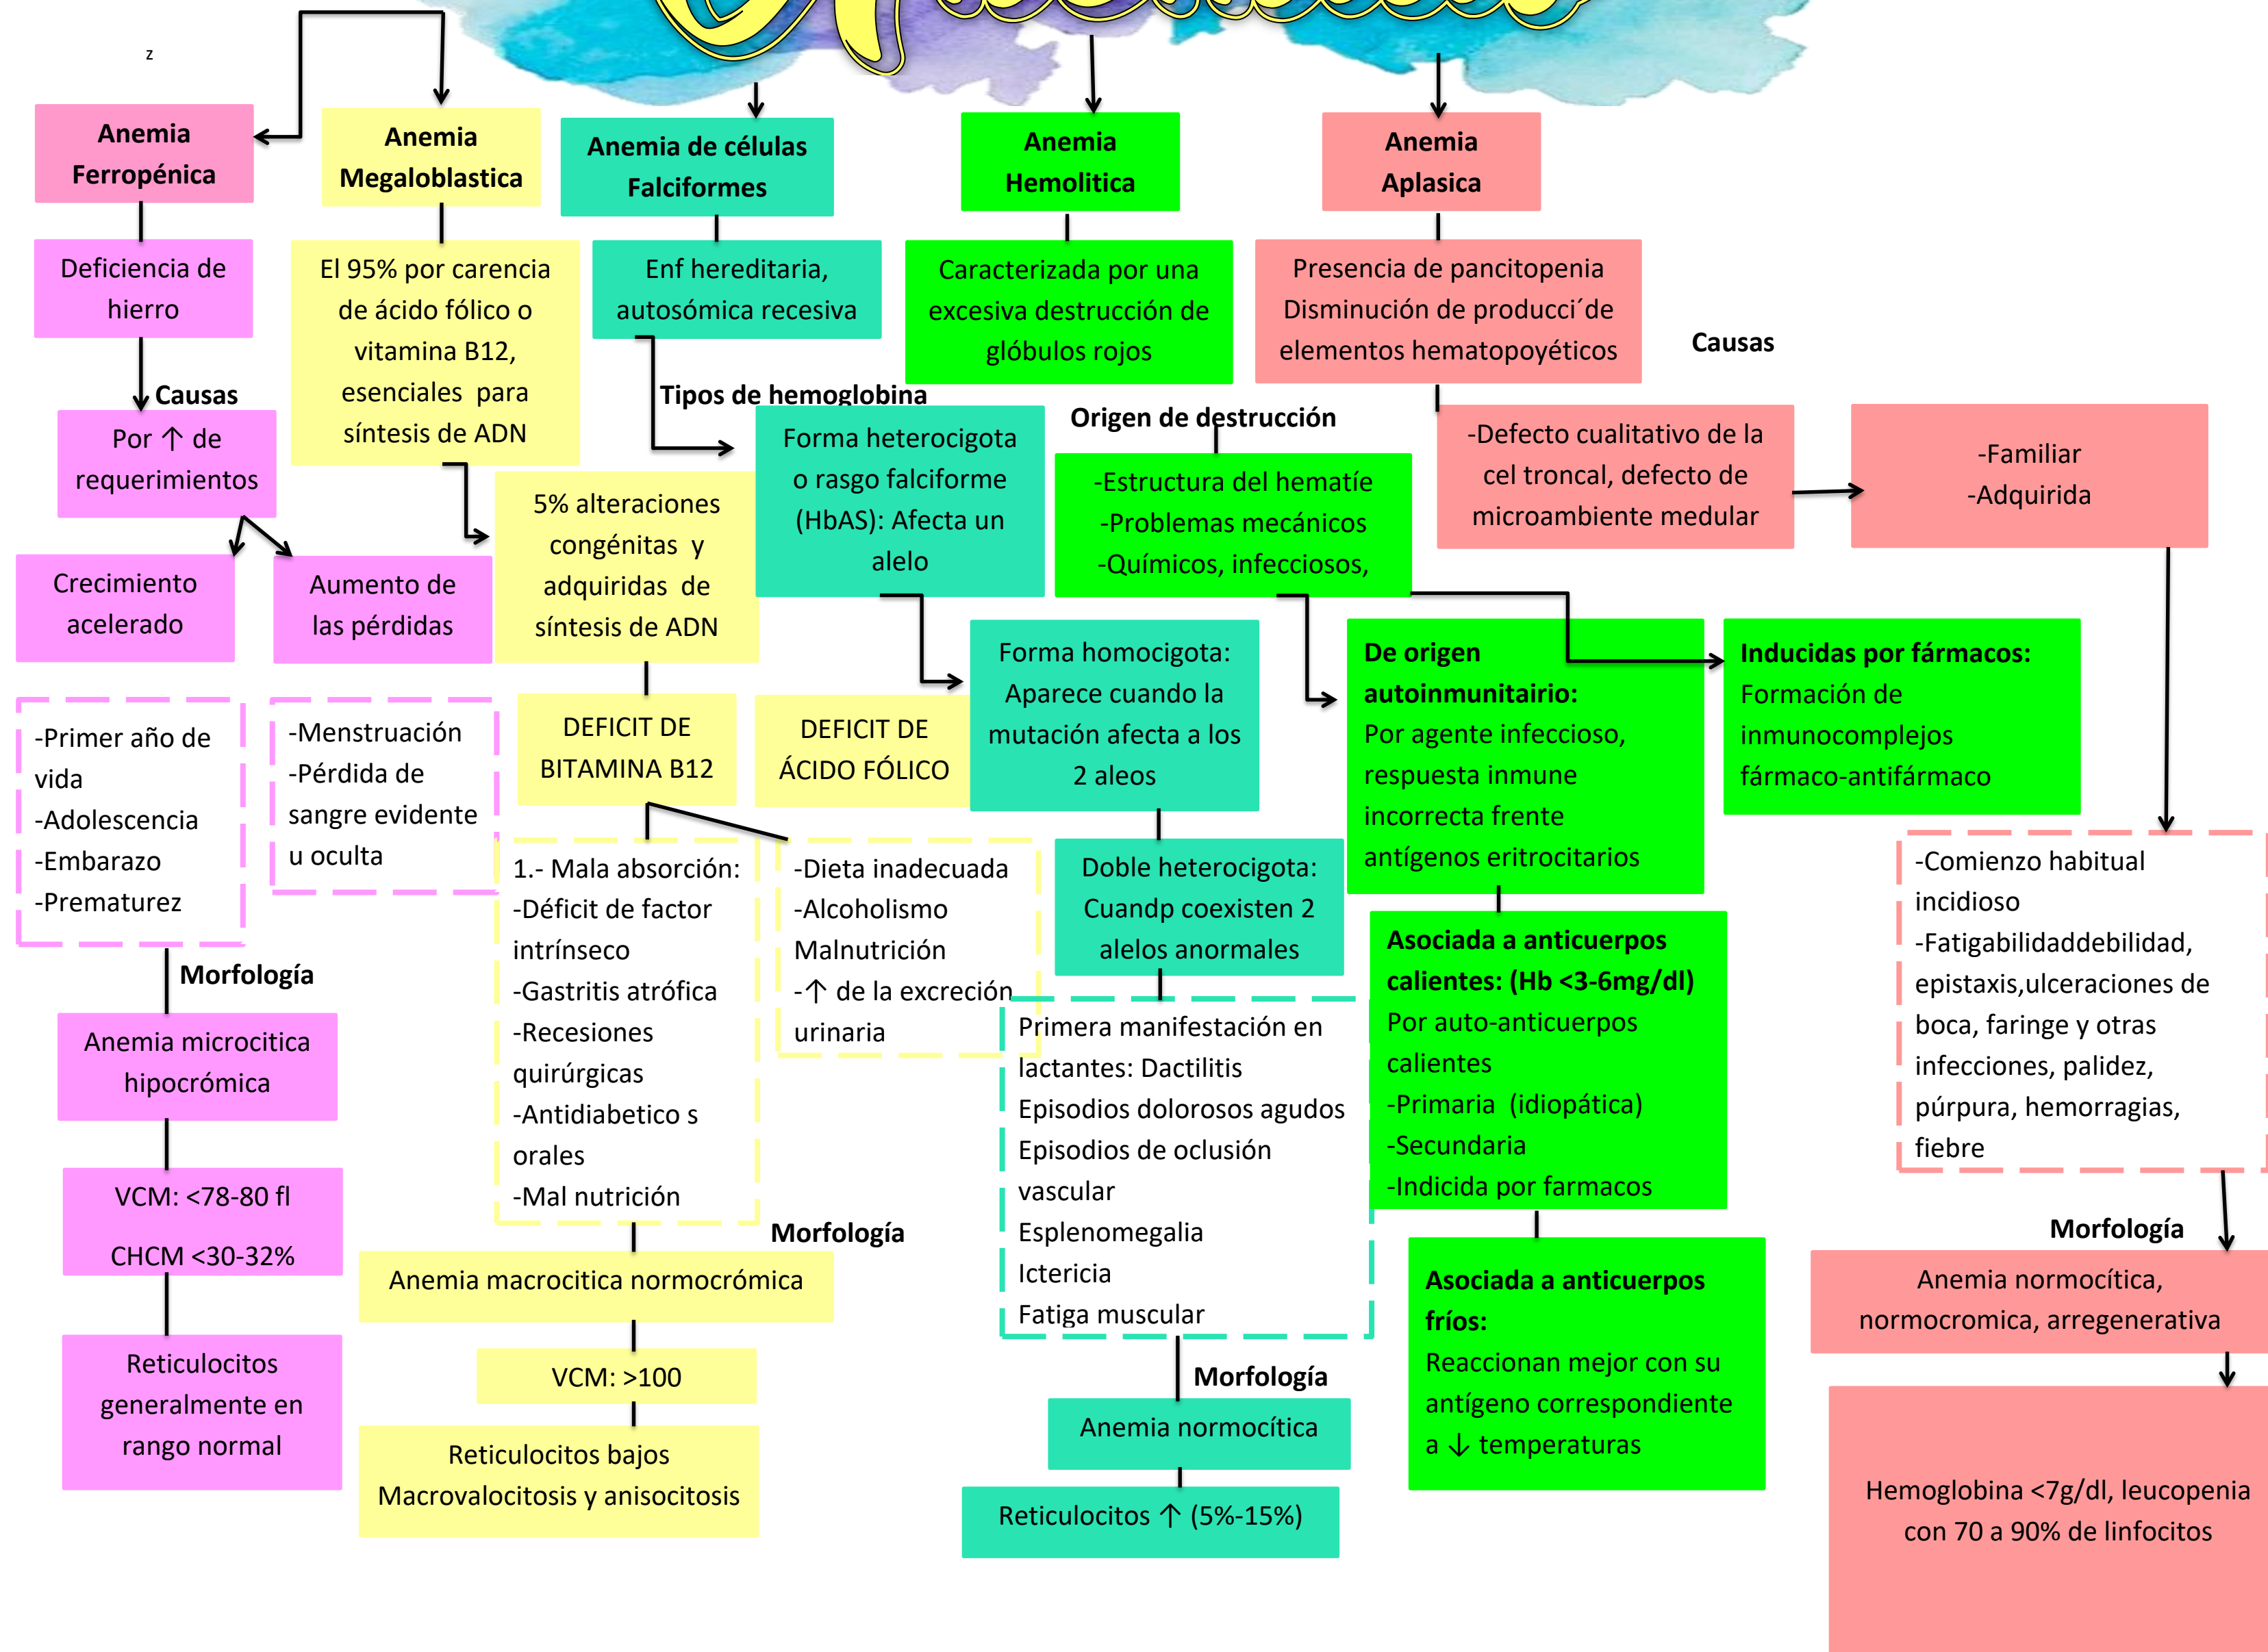 z
Anemia
Ferropénica
Deficiencia de
hierro
Causas
Por ↑ de
requerimientos
Crecimiento
acelerado
Aumento de
las pérdidas
-Primer año de
vida
-Adolescencia
-Embarazo
-Prematurez
-Menstruación
-Pérdida de
sangre evidente
u oculta
Morfología
Anemia microcitica
hipocrómica
VCM: <78-80 fl
CHCM <30-32%
Reticulocitos
generalmente en
rango normal
Anemia
Megaloblastica
El 95% por carencia
de ácido fólico o
vitamina B12,
esenciales para
síntesis de ADN
5% alteraciones
congénitas y
adquiridas de
síntesis de ADN
DEFICIT DE
BITAMINA B12
DEFICIT DE
ÁCIDO FÓLICO
1.- Mala absorción:
-Déficit de factor
intrínseco
-Gastritis atrófica
-Recesiones
quirúrgicas
-Antidiabetico s
orales
-Mal nutrición
-Dieta inadecuada
-Alcoholismo
Malnutrición
-↑ de la excreción
urinaria
Morfología
Anemia macrocitica normocrómica
VCM: >100
Reticulocitos bajos
Macrovalocitosis y anisocitosis
Anemia de células
Falciformes
Enf hereditaria,
autosómica recesiva
Tipos de hemoglobina
Forma heterocigota
o rasgo falciforme
(HbAS): Afecta un
alelo
Forma homocigota:
Aparece cuando la
mutación afecta a los
2 aleos
Doble heterocigota:
Cuandp coexisten 2
alelos anormales
Primera manifestación en
lactantes: Dactilitis
Episodios dolorosos agudos
Episodios de oclusión
vascular
Esplenomegalia
Ictericia
Fatiga muscular
Morfología
Anemia normocítica
Reticulocitos ↑ (5%-15%)
Anemia
Hemolitica
Caracterizada por una
excesiva destrucción de
glóbulos rojos
Origen de destrucción
-Estructura del hematíe
-Problemas mecánicos
-Químicos, infecciosos,
De origen
autoinmunitairio:
Por agente infeccioso,
respuesta inmune
incorrecta frente
antígenos eritrocitarios
Inducidas por fármacos:
Formación de
inmunocomplejos
fármaco-antifármaco
Asociada a anticuerpos
calientes: (Hb <3-6mg/dl)
Por auto-anticuerpos
calientes
-Primaria (idiopática)
-Secundaria
-Indicida por farmacos
Asociada a anticuerpos
fríos:
Reaccionan mejor con su
antígeno correspondiente
a ↓ temperaturas
Anemia
Aplasica
Presencia de pancitopenia
Disminución de producci´de
elementos hematopoyéticos
Causas
-Defecto cualitativo de la
cel troncal, defecto de
microambiente medular
-Familiar
-Adquirida
-Comienzo habitual
incidioso
-Fatigabilidaddebilidad,
epistaxis,ulceraciones de
boca, faringe y otras
infecciones, palidez,
púrpura, hemorragias,
fiebre
Morfología
Anemia normocítica,
normocromica, arregenerativa
Hemoglobina <7g/dl, leucopenia
con 70 a 90% de linfocitos